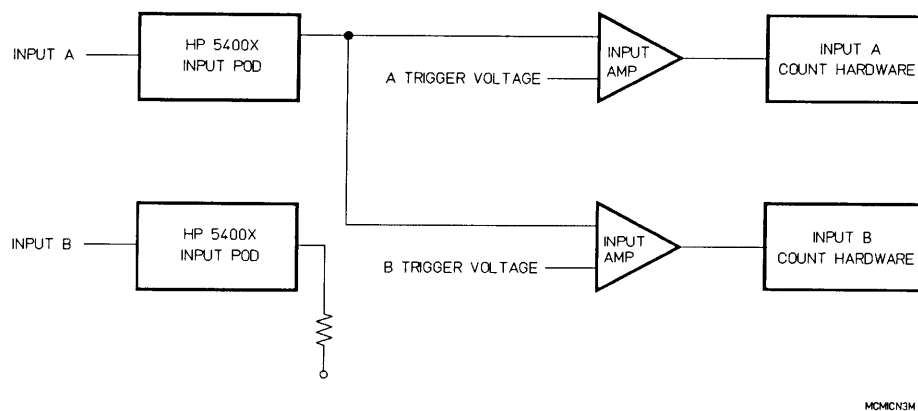 INPUT A
HP 5400X
INPUT POD
A TRIGGER VOLTAGE
INPUT
AMP
INPUT A
COUNT HARDWARE
INPUT B
HP 5400X
INPUT POD
B TRIGGER VOLTAGE
INPUT
AMP
INPUT B
COUNT HARDWARE
MCMICN3M